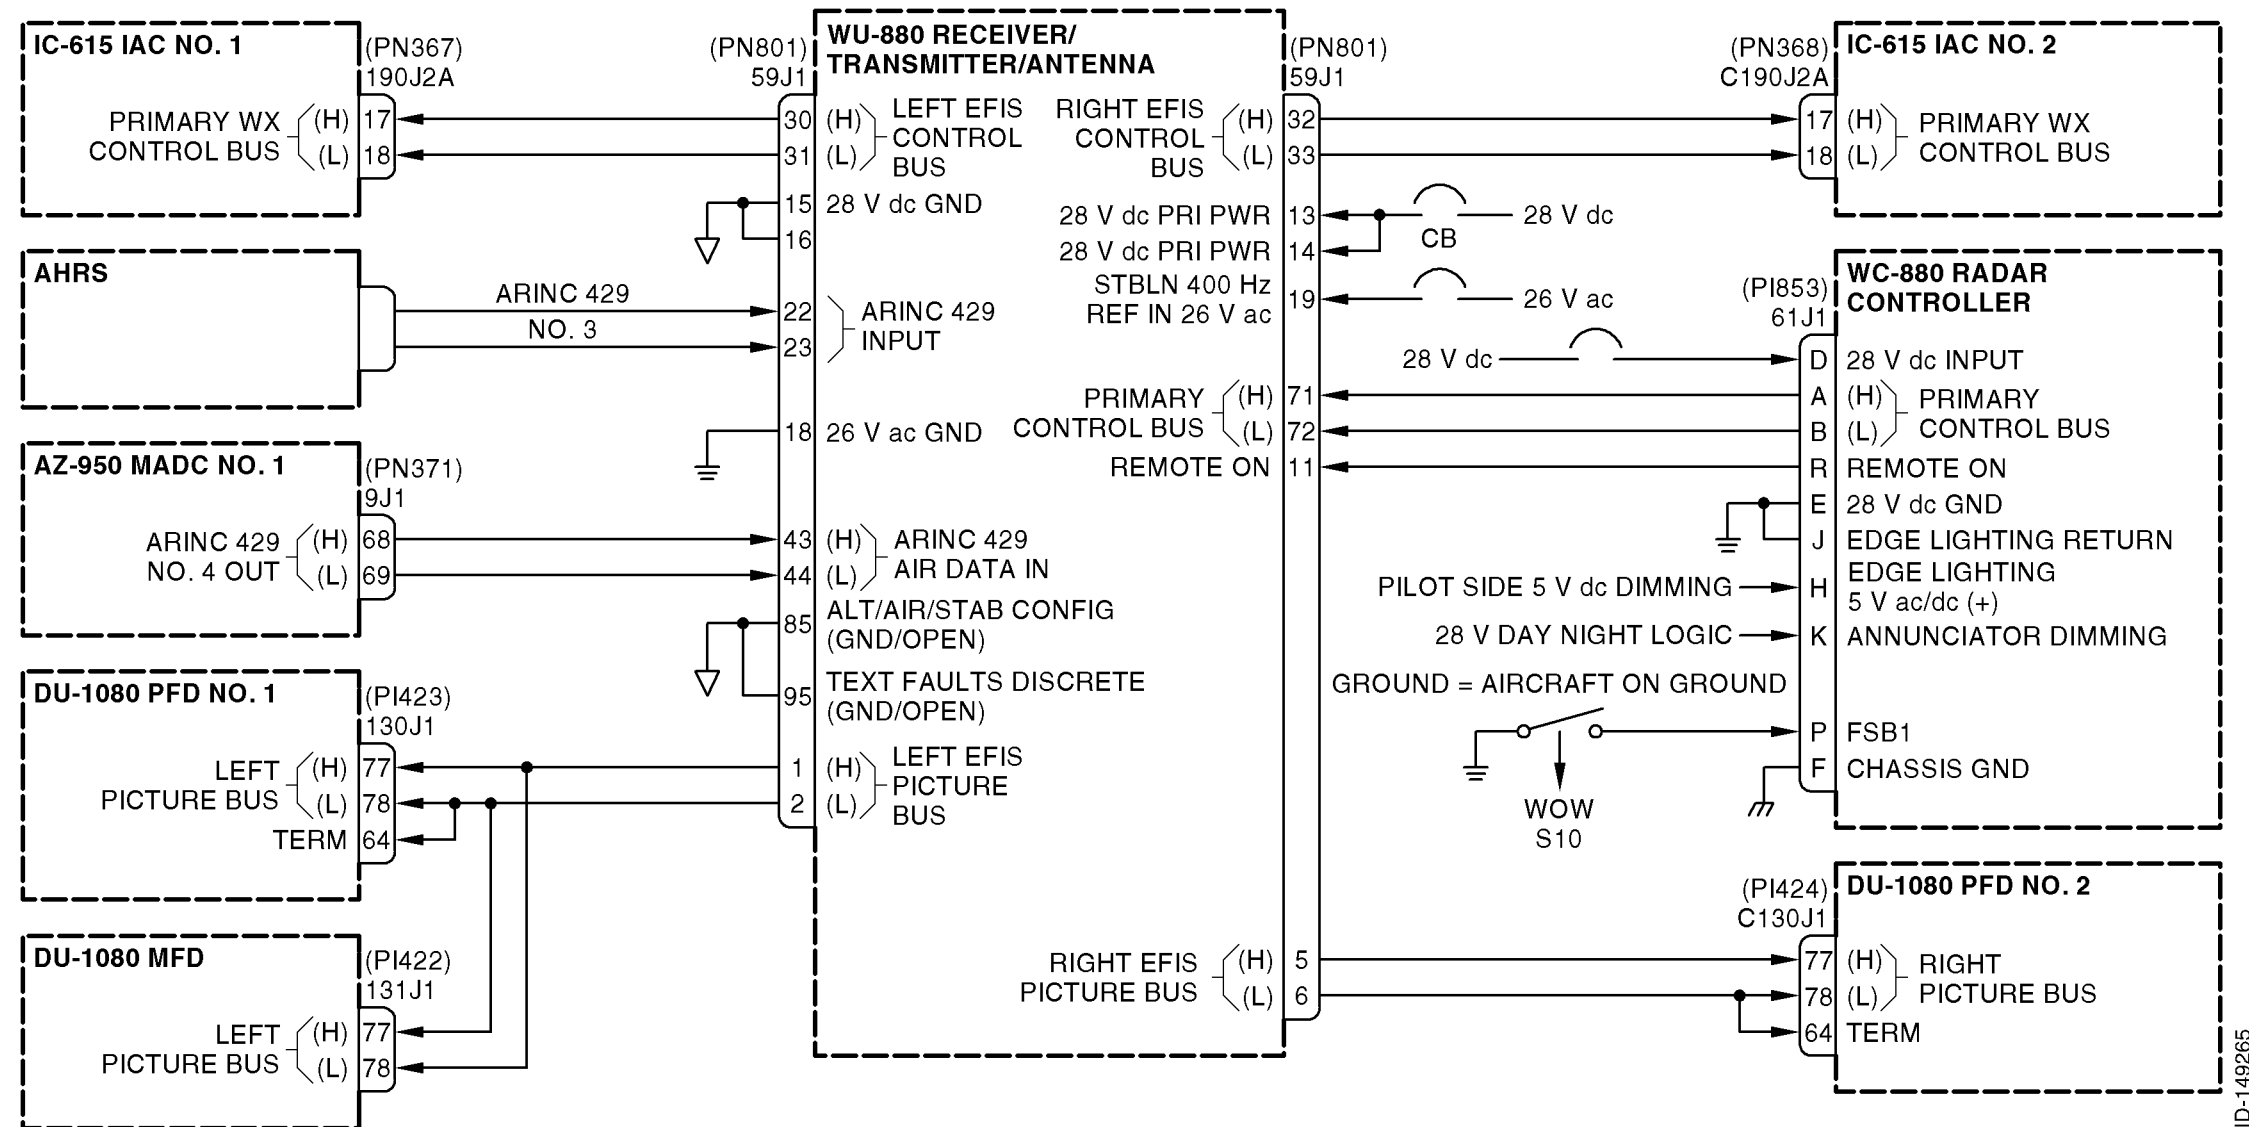 IC-615 IAC NO. 1
(PN367)
190J2A
PRIMARY WX
CONTROL BUS
(H) 17
(L) 18
AHRS
ARINC 429
NO. 3
AZ-950 MADC NO. 1
(PN371)
9J1
ARINC 429
NO. 4 OUT
(H) 68
(L) 69
DU-1080 PFD NO. 1
(PI423)
130J1
LEFT
PICTURE BUS
(H) 77
(L) 78
TERM 64
DU-1080 MFD
(PI422)
131J1
LEFT
PICTURE BUS
(H) 77
(L) 78
(PN801)
59J1
WU-880 RECEIVER/
TRANSMITTER/ANTENNA
30 (H)
31 (L)
LEFT EFIS
CONTROL
BUS
15 28 V dc GND
16
22
23
ARINC 429
INPUT
18 26 V ac GND
43 (H)
44 (L)
ARINC 429
AIR DATA IN
85 ALT/AIR/STAB CONFIG
(GND/OPEN)
95 TEXT FAULTS DISCRETE
(GND/OPEN)
1 (H)
2 (L)
LEFT EFIS
PICTURE
BUS
(PN801)
59J1
RIGHT EFIS
CONTROL
BUS
(H) 32
(L) 33
28 V dc PRI PWR 13
28 V dc PRI PWR 14
STBLN 400 Hz
REF IN 26 V ac
19
PRIMARY
CONTROL BUS
(H) 71
(L) 72
REMOTE ON 11
RIGHT EFIS
PICTURE BUS
(H) 5
(L) 6
28 V dc
CB
26 V ac
28 V dc
PILOT SIDE 5 V dc DIMMING
28 V DAY NIGHT LOGIC
GROUND = AIRCRAFT ON GROUND
WOW
S10
(PN368)
C190J2A
IC-615 IAC NO. 2
17 (H)
18 (L)
PRIMARY WX
CONTROL BUS
(PI853)
61J1
WC-880 RADAR
CONTROLLER
D 28 V dc INPUT
A (H)
B (L)
PRIMARY
CONTROL BUS
R REMOTE ON
E 28 V dc GND
J EDGE LIGHTING RETURN
H EDGE LIGHTING
5 V ac/dc (+)
K ANNUNCIATOR DIMMING
P FSB1
F CHASSIS GND
(PI424)
C130J1
DU-1080 PFD NO. 2
77 (H)
78 (L)
RIGHT
PICTURE BUS
64 TERM
ID-149265